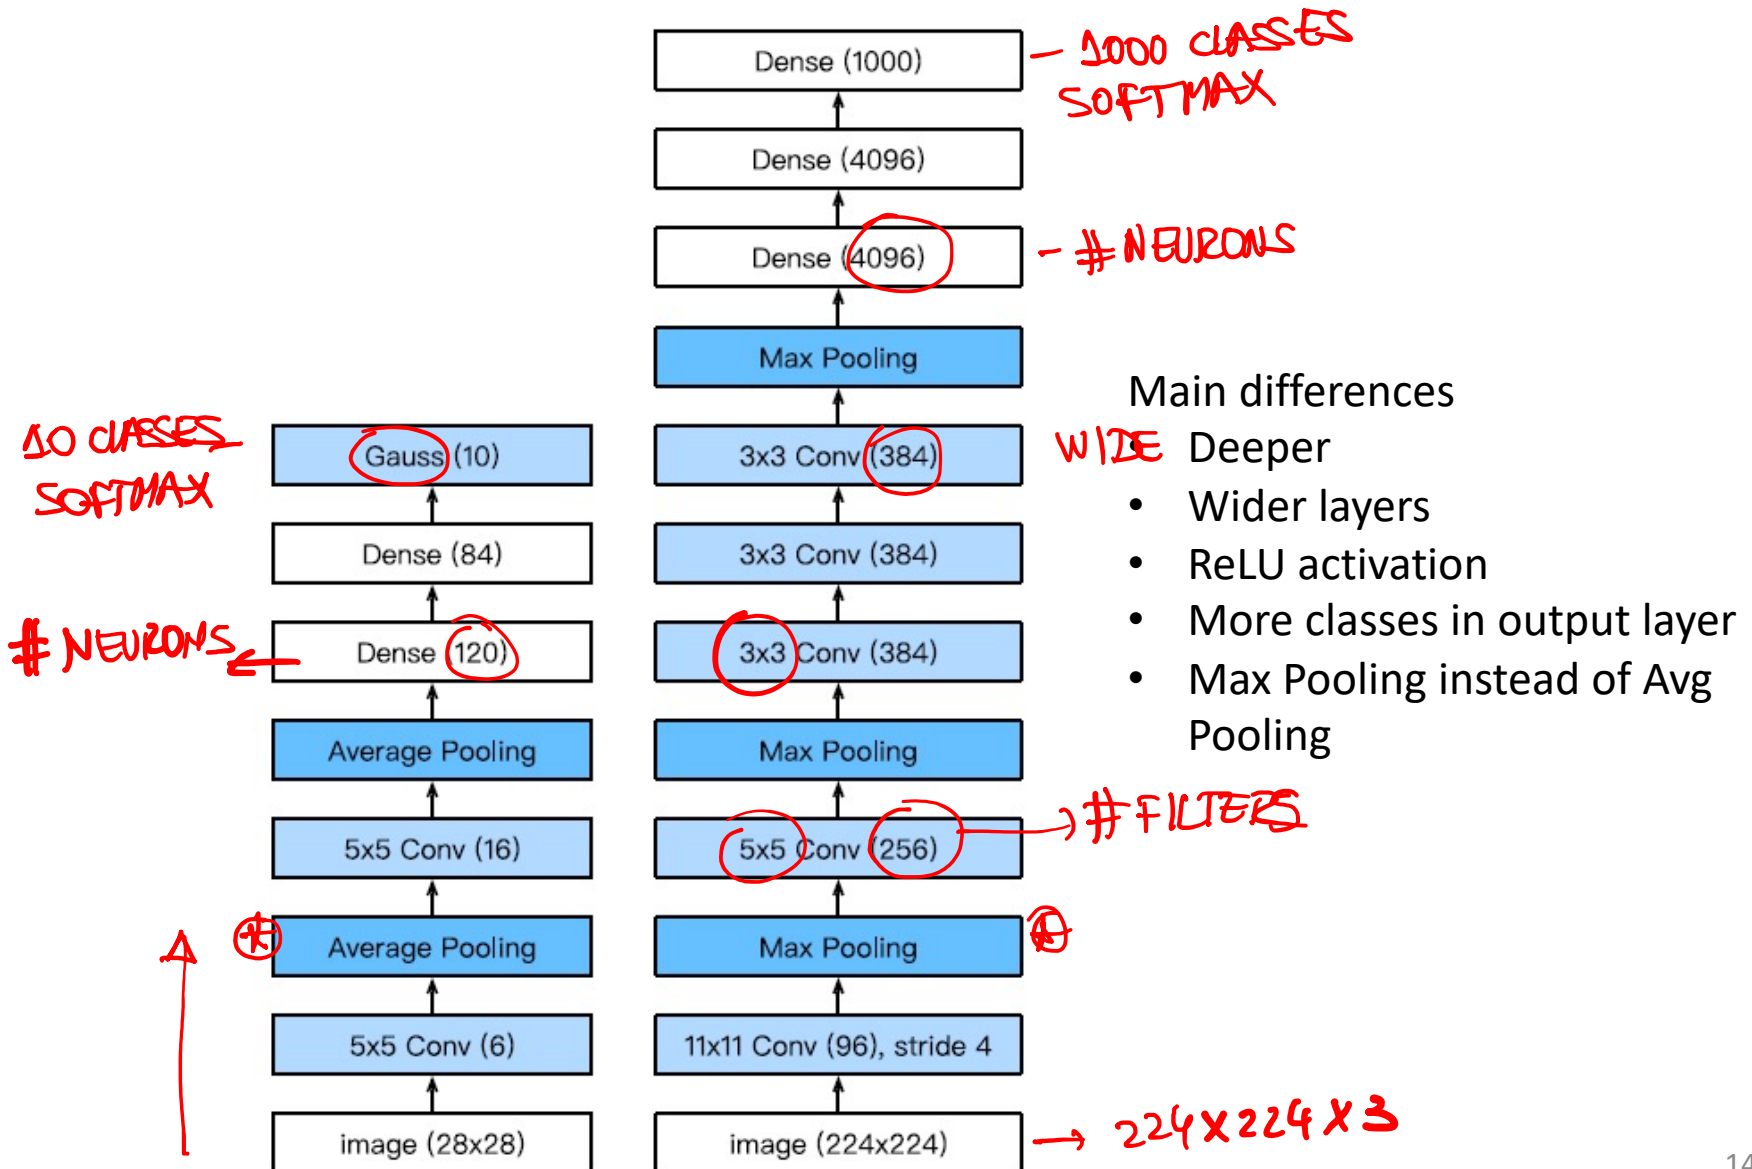 Dense (1000)
- 1000 CLASSES
SOFTMAX
Dense (4096)
Dense (4096)
- # NEURONS
Max Pooling
3x3 Conv (384)
3x3 Conv (384)
3x3 Conv (384)
Max Pooling
5x5 Conv (256)
# FILTERS
Max Pooling
*
11x11 Conv (96), stride 4
image (224x224)
224x224x3
10 CLASSES
SOFTMAX
Gauss (10)
Dense (84)
# NEURONS
Dense (120)
Average Pooling
5x5 Conv (16)
*
Average Pooling
5x5 Conv (6)
image (28x28)
Main differences
WIDE Deeper
• Wider layers
• ReLU activation
• More classes in output layer
• Max Pooling instead of Avg
Pooling
14